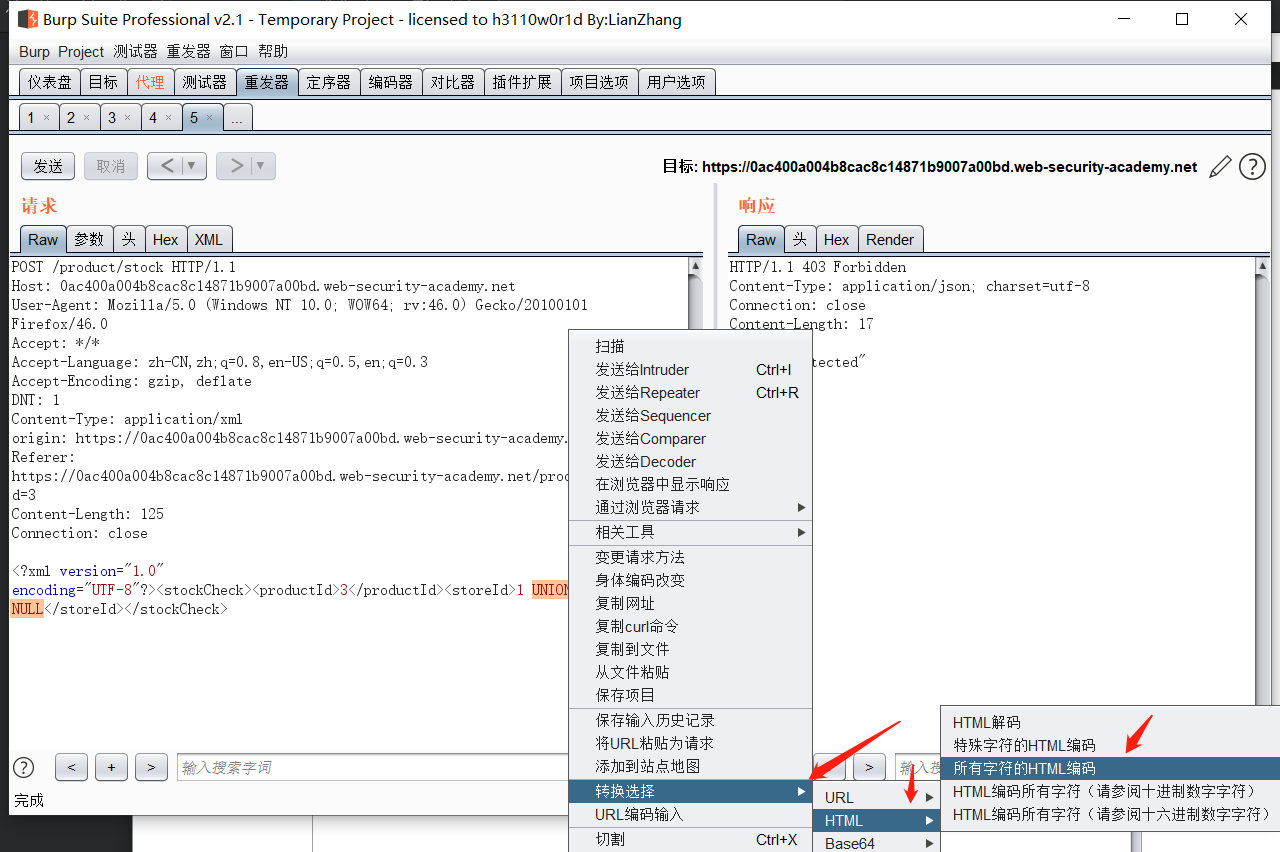 Burp Suite Professional v2.1 - Temporary Project - licensed to h3110w0r1d By:LianZhang
Burp Project 测试器 重发器 窗口 帮助
仪表盘 目标 代理 测试器 重发器 定序器 编码器 对比器 插件扩展 项目选项 用户选项
1 × 2 × 3 × 4 × 5 × ...
发送 取消 < ▼ > ▼ 目标: https://0ac400a004b8cac8c14871b9007a00bd.web-security-academy.net ?
请求
Raw 参数 头 Hex XML
POST /product/stock HTTP/1.1
Host: 0ac400a004b8cac8c14871b9007a00bd.web-security-academy.net
User-Agent: Mozilla/5.0 (Windows NT 10.0; WOW64; rv:46.0) Gecko/20100101
Firefox/46.0
Accept: */*
Accept-Language: zh-CN,zh;q=0.8,en-US;q=0.5,en;q=0.3
Accept-Encoding: gzip, deflate
DNT: 1
Content-Type: application/xml
origin: https://0ac400a004b8cac8c14871b9007a00bd.web-security-academy.
Referer:
https://0ac400a004b8cac8c14871b9007a00bd.web-security-academy.net/proc
d=3
Content-Length: 125
Connection: close
<?xml version="1.0"
encoding="UTF-8"?><stockCheck><productId>3</productId><storeId>1 UNION
NULL</storeId></stockCheck>
响应
Raw 头 Hex Render
HTTP/1.1 403 Forbidden
Content-Type: application/json; charset=utf-8
Connection: close
Content-Length: 17
tected"
扫描
发送给Intruder Ctrl+I
发送给Repeater Ctrl+R
发送给Sequencer
发送给Comparer
发送给Decoder
在浏览器中显示响应
通过浏览器请求
相关工具
变更请求方法
身体编码改变
复制网址
复制curl命令
复制到文件
从文件粘贴
保存项目
保存输入历史记录
将URL粘贴为请求
添加到站点地图
转换选择
URL编码输入
切割 Ctrl+X
URL
HTML
Base64
HTML解码
特殊字符的HTML编码
所有字符的HTML编码
HTML编码所有字符（请参阅十进制数字字符）
HTML编码所有字符（请参阅十六进制数字字符）
? < + > 输入搜索字词
> 输入搜
完成